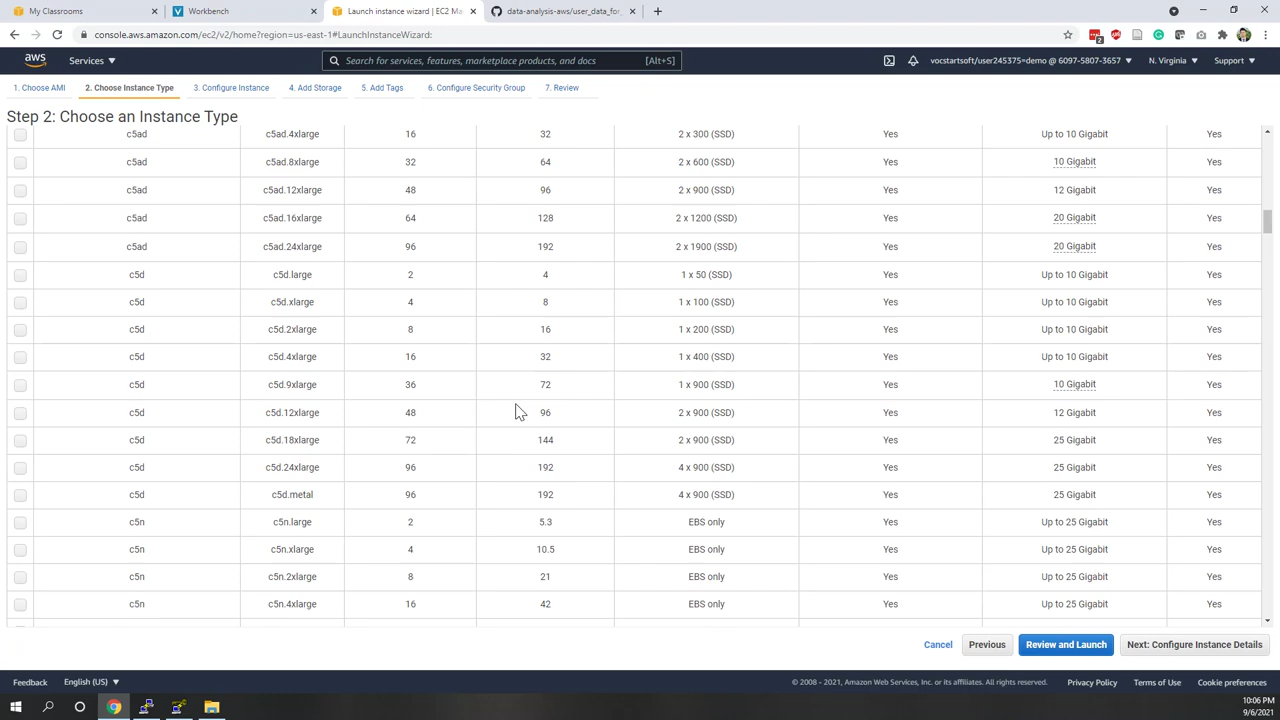 My Classrooms
Workbench
Launch instance wizard | EC2 Ma
data-analysis-aws/user_data_for_
console.aws.amazon.com/ec2/v2/home?region=us-east-1#LaunchInstanceWizard:
2
aws
Services
Search for services, features, marketplace products, and docs
[Alt+S]
vocstartsoft/user245375=demo @ 6097-5807-3657
N. Virginia
Support
1. Choose AMI
2. Choose Instance Type
3. Configure Instance
4. Add Storage
5. Add Tags
6. Configure Security Group
7. Review
Step 2: Choose an Instance Type
c5ad c5ad.4xlarge 16 32 2 x 300 (SSD) Yes Up to 10 Gigabit Yes
c5ad c5ad.8xlarge 32 64 2 x 600 (SSD) Yes 10 Gigabit Yes
c5ad c5ad.12xlarge 48 96 2 x 900 (SSD) Yes 12 Gigabit Yes
c5ad c5ad.16xlarge 64 128 2 x 1200 (SSD) Yes 20 Gigabit Yes
c5ad c5ad.24xlarge 96 192 2 x 1900 (SSD) Yes 20 Gigabit Yes
c5d c5d.large 2 4 1 x 50 (SSD) Yes Up to 10 Gigabit Yes
c5d c5d.xlarge 4 8 1 x 100 (SSD) Yes Up to 10 Gigabit Yes
c5d c5d.2xlarge 8 16 1 x 200 (SSD) Yes Up to 10 Gigabit Yes
c5d c5d.4xlarge 16 32 1 x 400 (SSD) Yes Up to 10 Gigabit Yes
c5d c5d.9xlarge 36 72 1 x 900 (SSD) Yes 10 Gigabit Yes
c5d c5d.12xlarge 48 96 2 x 900 (SSD) Yes 12 Gigabit Yes
c5d c5d.18xlarge 72 144 2 x 900 (SSD) Yes 25 Gigabit Yes
c5d c5d.24xlarge 96 192 4 x 900 (SSD) Yes 25 Gigabit Yes
c5d c5d.metal 96 192 4 x 900 (SSD) Yes 25 Gigabit Yes
c5n c5n.large 2 5.3 EBS only Yes Up to 25 Gigabit Yes
c5n c5n.xlarge 4 10.5 EBS only Yes Up to 25 Gigabit Yes
c5n c5n.2xlarge 8 21 EBS only Yes Up to 25 Gigabit Yes
c5n c5n.4xlarge 16 42 EBS only Yes Up to 25 Gigabit Yes
Cancel
Previous
Review and Launch
Next: Configure Instance Details
Feedback
English (US)
© 2008 - 2021, Amazon Web Services, Inc. or its affiliates. All rights reserved.
Privacy Policy
Terms of Use
Cookie preferences
10:06 PM
9/6/2021